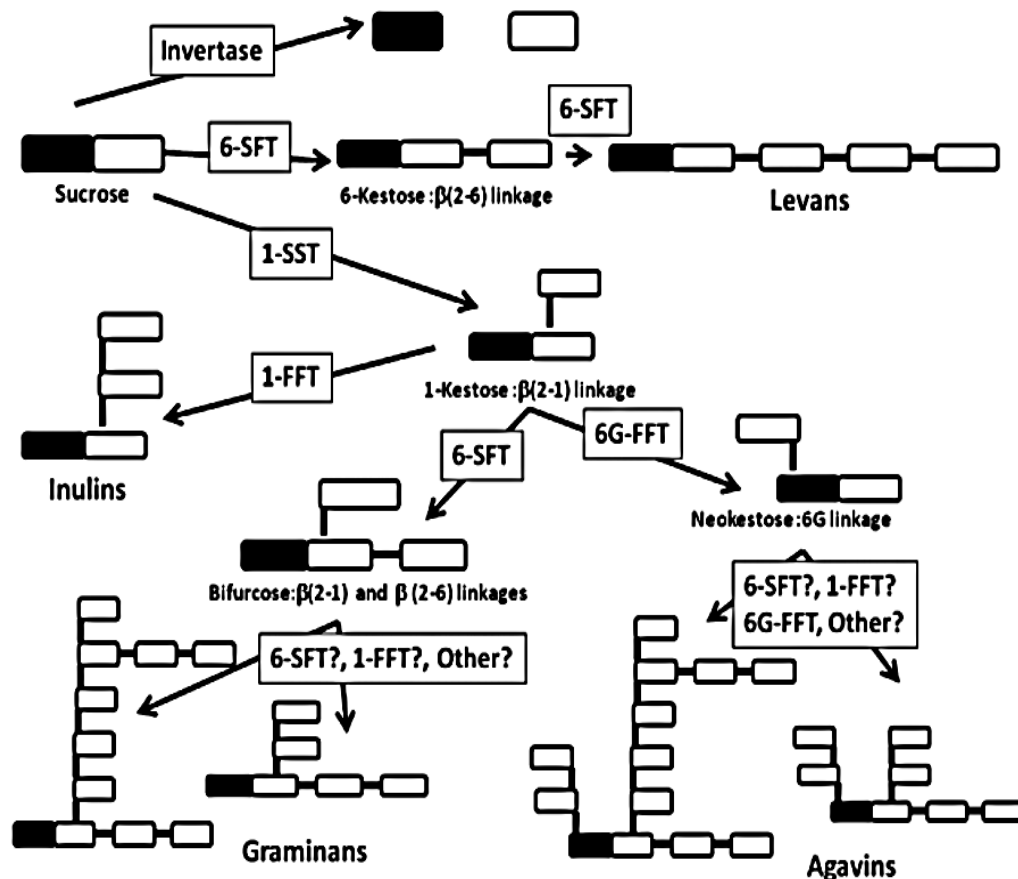 Invertase
6-SFT
6-SFT
Sucrose
6-Kestose:β(2-6) linkage
Levans
1-SST
1-FFT
1-Kestose:β(2-1) linkage
6-SFT
6G-FFT
Inulins
Neokestose:6G linkage
Bifurcose:β(2-1) and β (2-6) linkages
6-SFT?, 1-FFT?
6G-FFT, Other?
6-SFT?, 1-FFT?, Other?
Graminans
Agavins